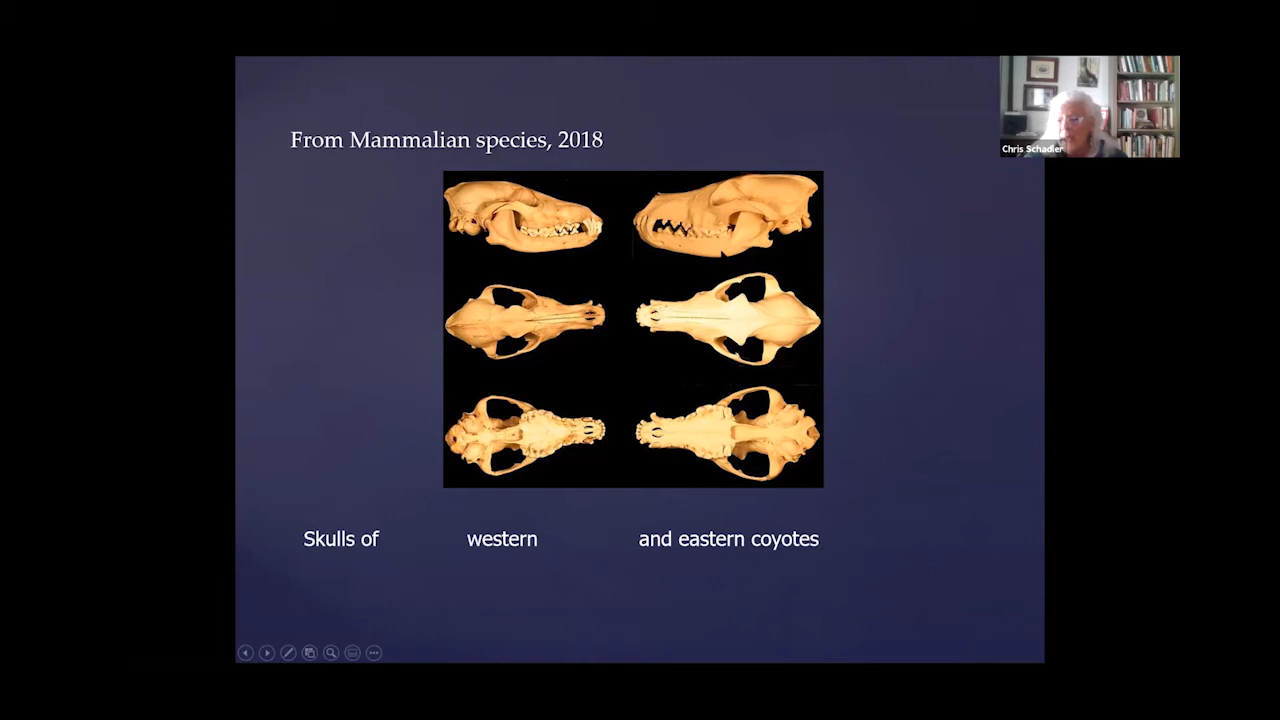 From Mammalian species, 2018
Chris Schadler
Skulls of western and eastern coyotes